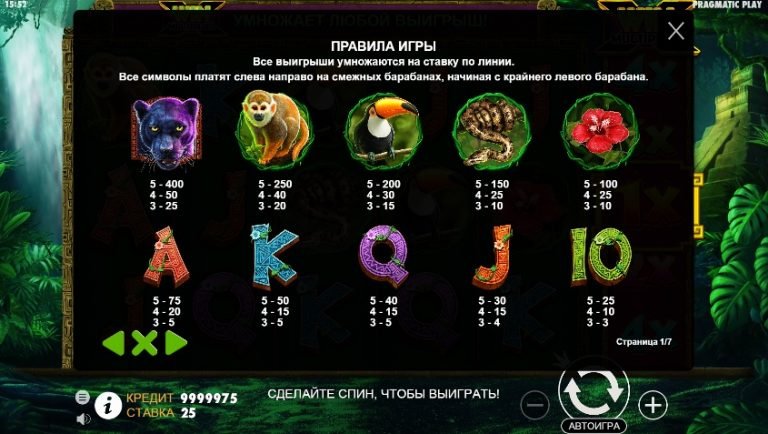 15:52
PRAGMATIC PLAY
УМНОЖАЕТ ЛЮБОЙ ВЫИГРЫШ!
ПРАВИЛА ИГРЫ
Все выигрыши умножаются на ставку по линии.
Все символы платят слева направо на смежных барабанах, начиная с крайнего левого барабана.
5 - 400 5 - 250 5 - 200 5 - 150 5 - 100
4 - 50 4 - 40 4 - 30 4 - 25 4 - 25
3 - 25 3 - 20 3 - 15 3 - 10 3 - 10
A K Q J 10
5 - 75 5 - 50 5 - 40 5 - 30 5 - 25
4 - 20 4 - 15 4 - 15 4 - 15 4 - 10
3 - 5 3 - 5 3 - 5 3 - 4 3 - 3
Страница 1/7
КРЕДИТ 9999975
СТАВКА 25
СДЕЛАЙТЕ СПИН, ЧТОБЫ ВЫИГРАТЬ!
АВТОИГРА